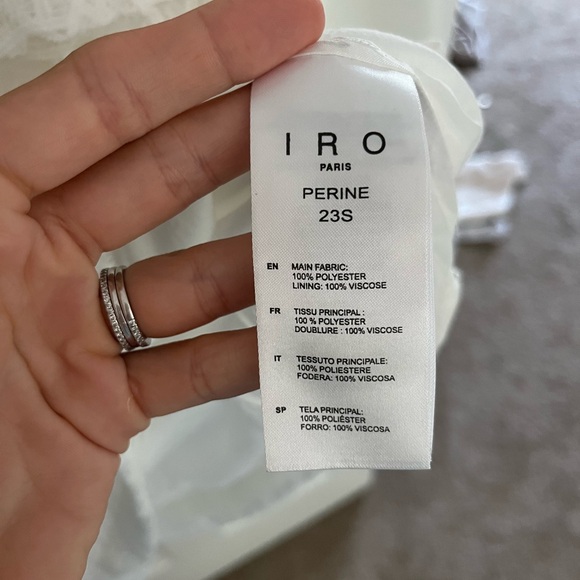 IRO
PARIS
PERINE
23S
EN MAIN FABRIC:
100% POLYESTER
LINING: 100% VISCOSE
FR TISSU PRINCIPAL :
100 % POLYESTER
DOUBLURE : 100% VISCOSE
IT TESSUTO PRINCIPALE:
100% POLIESTERE
FODERA: 100% VISCOSA
SP TELA PRINCIPAL:
100% POLIÉSTER
FORRO: 100% VISCOSA